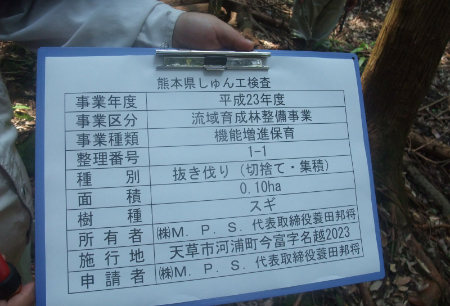 熊本県しゅん工検査
事業年度 平成23年度
事業区分 流域育成林整備事業
事業種類 機能増進保育
整理番号 1-1
種別 抜き伐り（切捨て・集積）
面積 0.10ha
樹種 スギ
所有者 ㈱M．P．S．代表取締役蓑田邦将
施行地 天草市河浦町今富字名越2023
申請者 ㈱M．P．S．代表取締役蓑田邦将